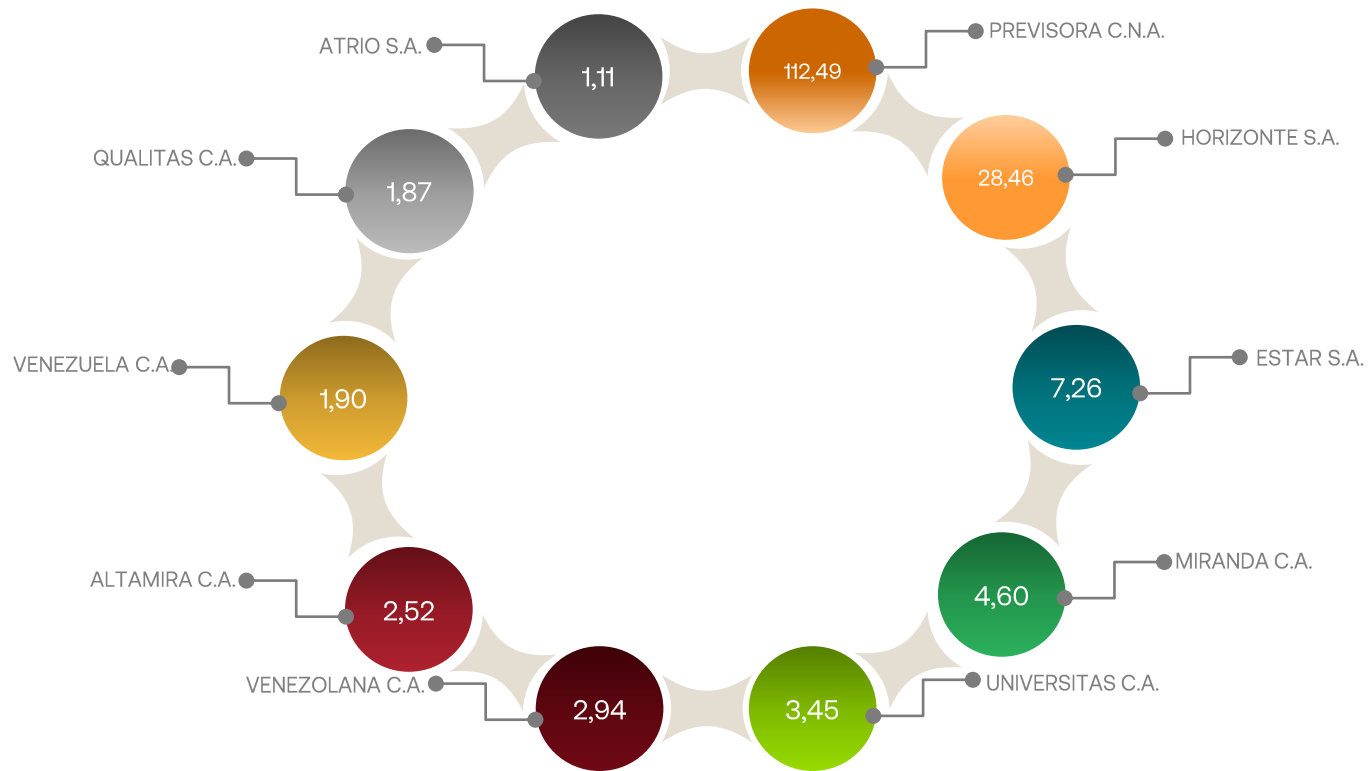 PREVISORA C.N.A.
112,49
HORIZONTE S.A.
28,46
ESTAR S.A.
7,26
MIRANDA C.A.
4,60
UNIVERSITAS C.A.
3,45
VENEZOLANA C.A.
2,94
ALTAMIRA C.A.
2,52
VENEZUELA C.A.
1,90
QUALITAS C.A.
1,87
ATRIO S.A.
1,11